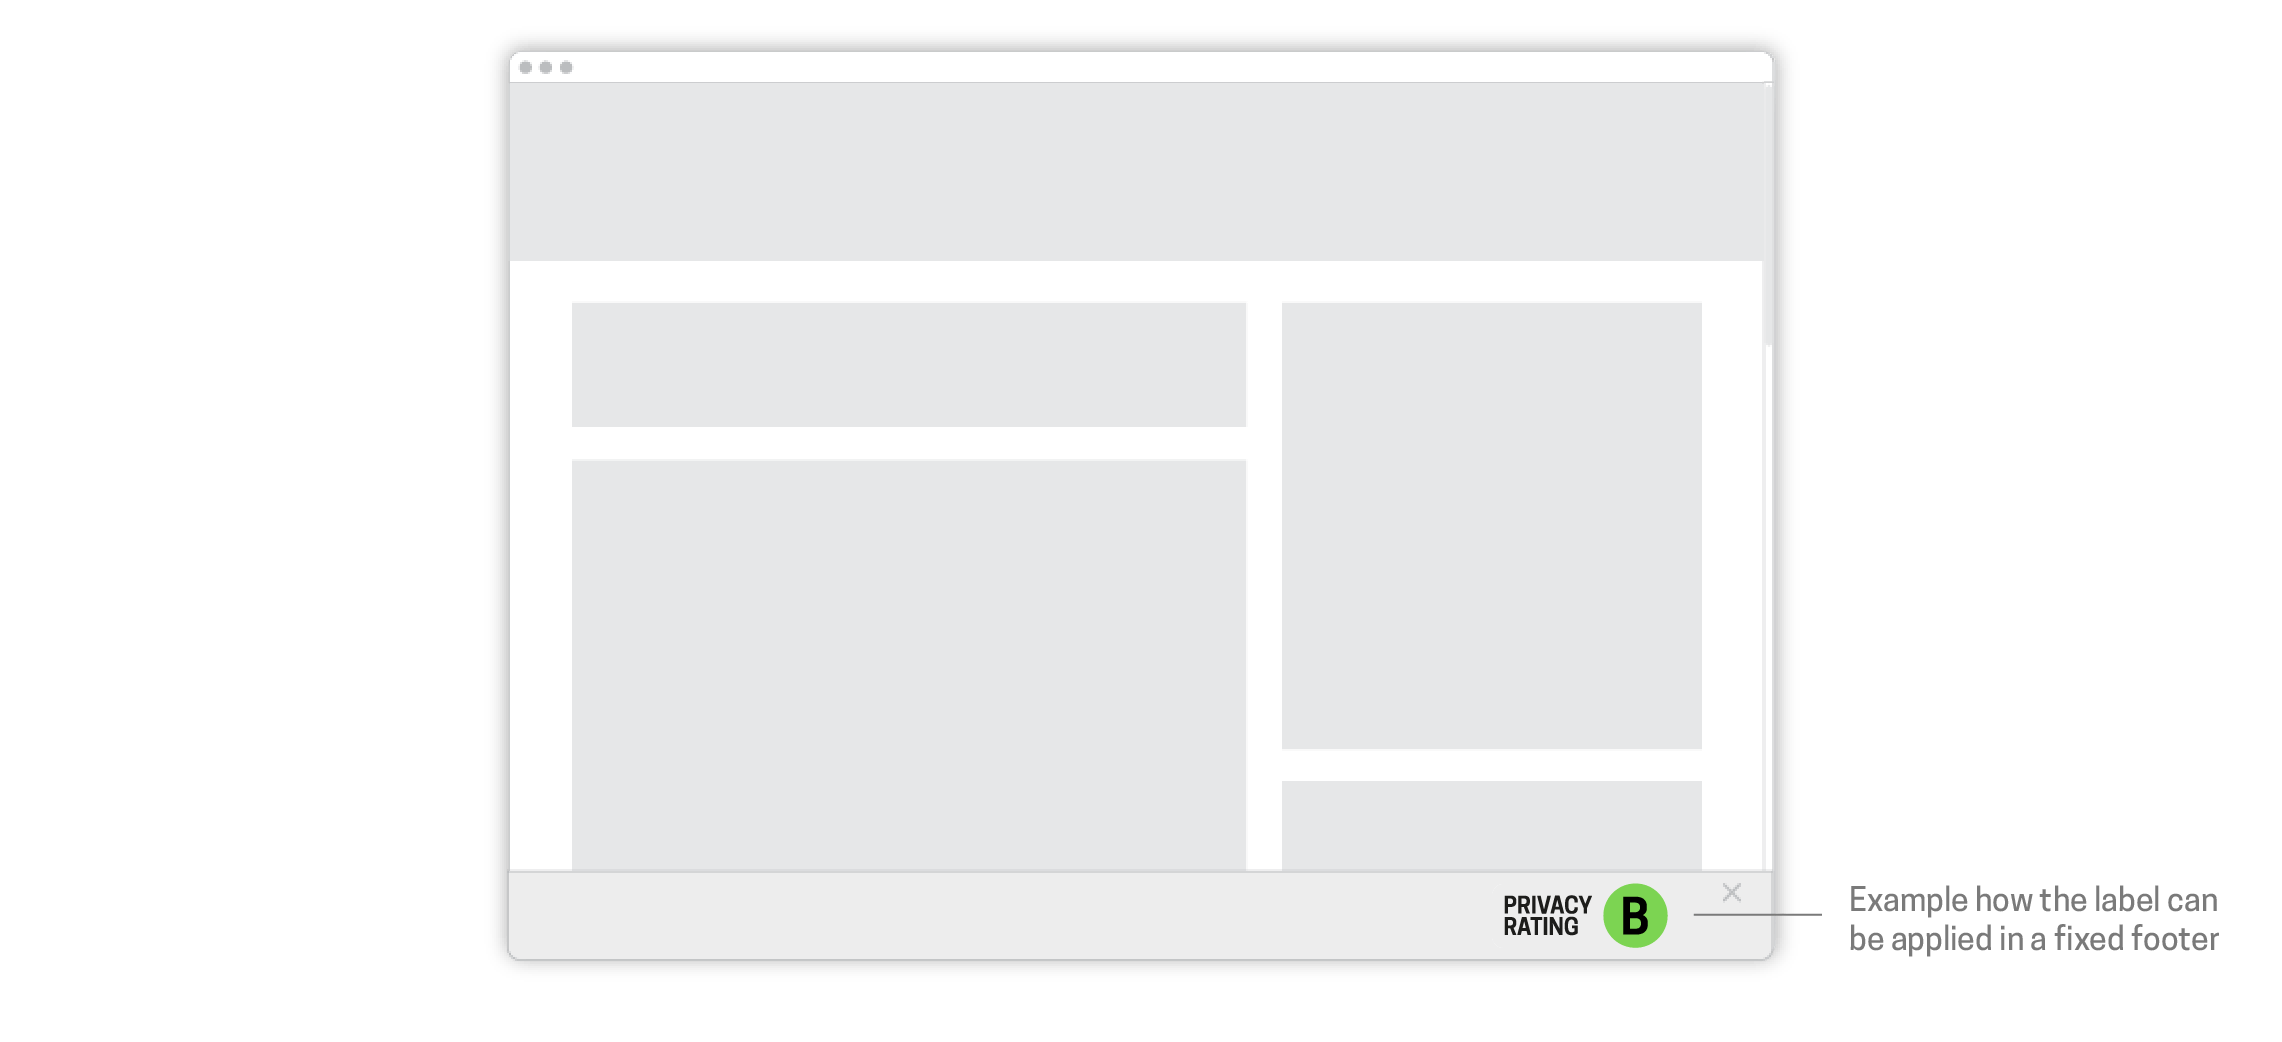 PRIVACY
RATING
B
Example how the label can
be applied in a fixed footer